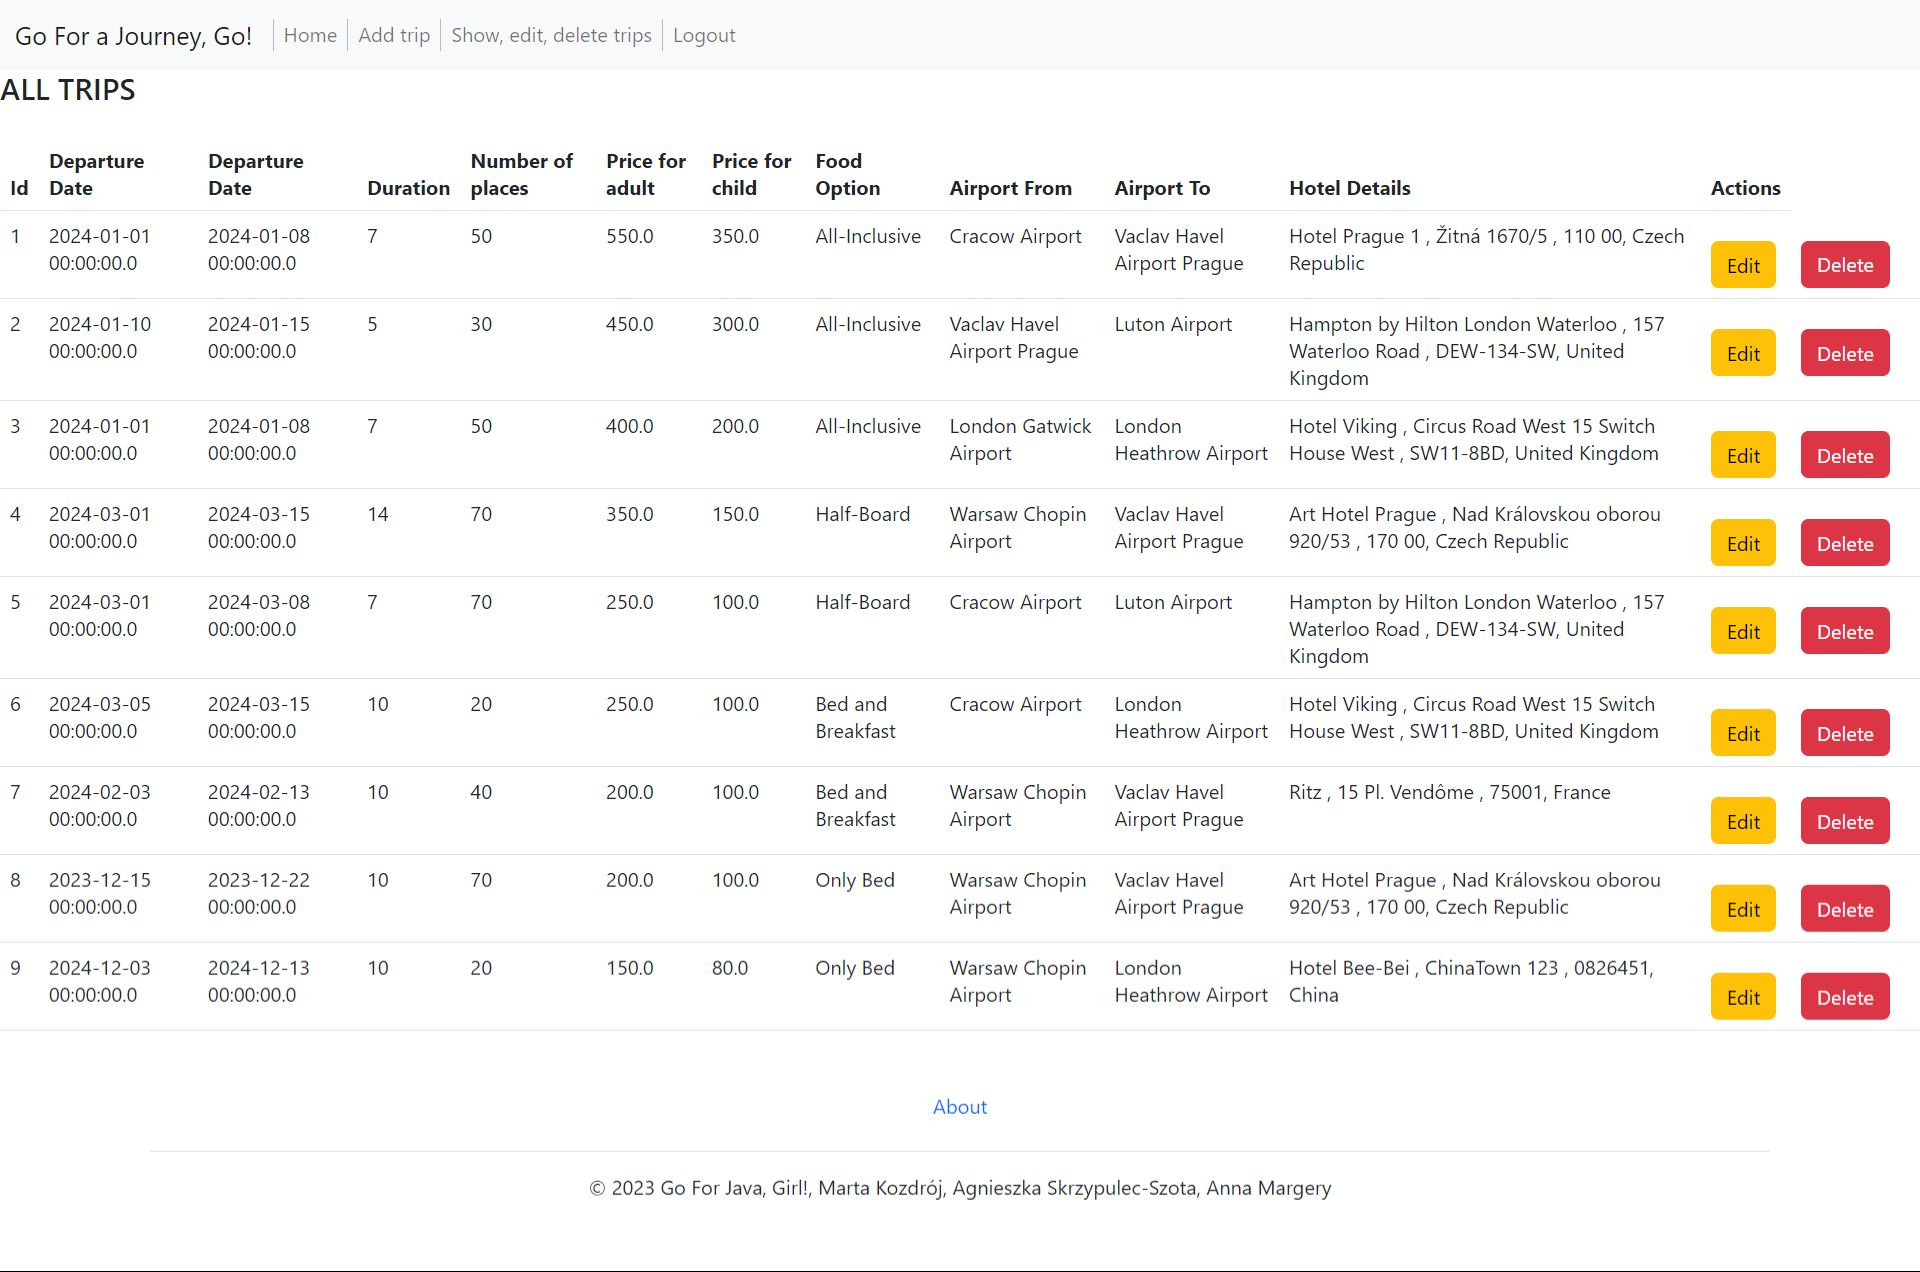 Go For a Journey, Go! Home Add trip Show, edit, delete trips Logout
ALL TRIPS
Id Departure Date Departure Date Duration Number of places Price for adult Price for child Food Option Airport From Airport To Hotel Details Actions
1 2024-01-01 00:00:00.0 2024-01-08 00:00:00.0 7 50 550.0 350.0 All-Inclusive Cracow Airport Vaclav Havel Airport Prague Hotel Prague 1 , Žitná 1670/5 , 110 00, Czech Republic Edit Delete
2 2024-01-10 00:00:00.0 2024-01-15 00:00:00.0 5 30 450.0 300.0 All-Inclusive Vaclav Havel Airport Prague Luton Airport Hampton by Hilton London Waterloo , 157 Waterloo Road , DEW-134-SW, United Kingdom Edit Delete
3 2024-01-01 00:00:00.0 2024-01-08 00:00:00.0 7 50 400.0 200.0 All-Inclusive London Gatwick Airport London Heathrow Airport Hotel Viking , Circus Road West 15 Switch House West , SW11-8BD, United Kingdom Edit Delete
4 2024-03-01 00:00:00.0 2024-03-15 00:00:00.0 14 70 350.0 150.0 Half-Board Warsaw Chopin Airport Vaclav Havel Airport Prague Art Hotel Prague , Nad Královskou oborou 920/53 , 170 00, Czech Republic Edit Delete
5 2024-03-01 00:00:00.0 2024-03-08 00:00:00.0 7 70 250.0 100.0 Half-Board Cracow Airport Luton Airport Hampton by Hilton London Waterloo , 157 Waterloo Road , DEW-134-SW, United Kingdom Edit Delete
6 2024-03-05 00:00:00.0 2024-03-15 00:00:00.0 10 20 250.0 100.0 Bed and Breakfast Cracow Airport London Heathrow Airport Hotel Viking , Circus Road West 15 Switch House West , SW11-8BD, United Kingdom Edit Delete
7 2024-02-03 00:00:00.0 2024-02-13 00:00:00.0 10 40 200.0 100.0 Bed and Breakfast Warsaw Chopin Airport Vaclav Havel Airport Prague Ritz , 15 Pl. Vendôme , 75001, France Edit Delete
8 2023-12-15 00:00:00.0 2023-12-22 00:00:00.0 10 70 200.0 100.0 Only Bed Warsaw Chopin Airport Vaclav Havel Airport Prague Art Hotel Prague , Nad Královskou oborou 920/53 , 170 00, Czech Republic Edit Delete
9 2024-12-03 00:00:00.0 2024-12-13 00:00:00.0 10 20 150.0 80.0 Only Bed Warsaw Chopin Airport London Heathrow Airport Hotel Bee-Bei , ChinaTown 123 , 0826451, China Edit Delete
About
© 2023 Go For Java, Girl!, Marta Kozdrój, Agnieszka Skrzypulec-Szota, Anna Margery